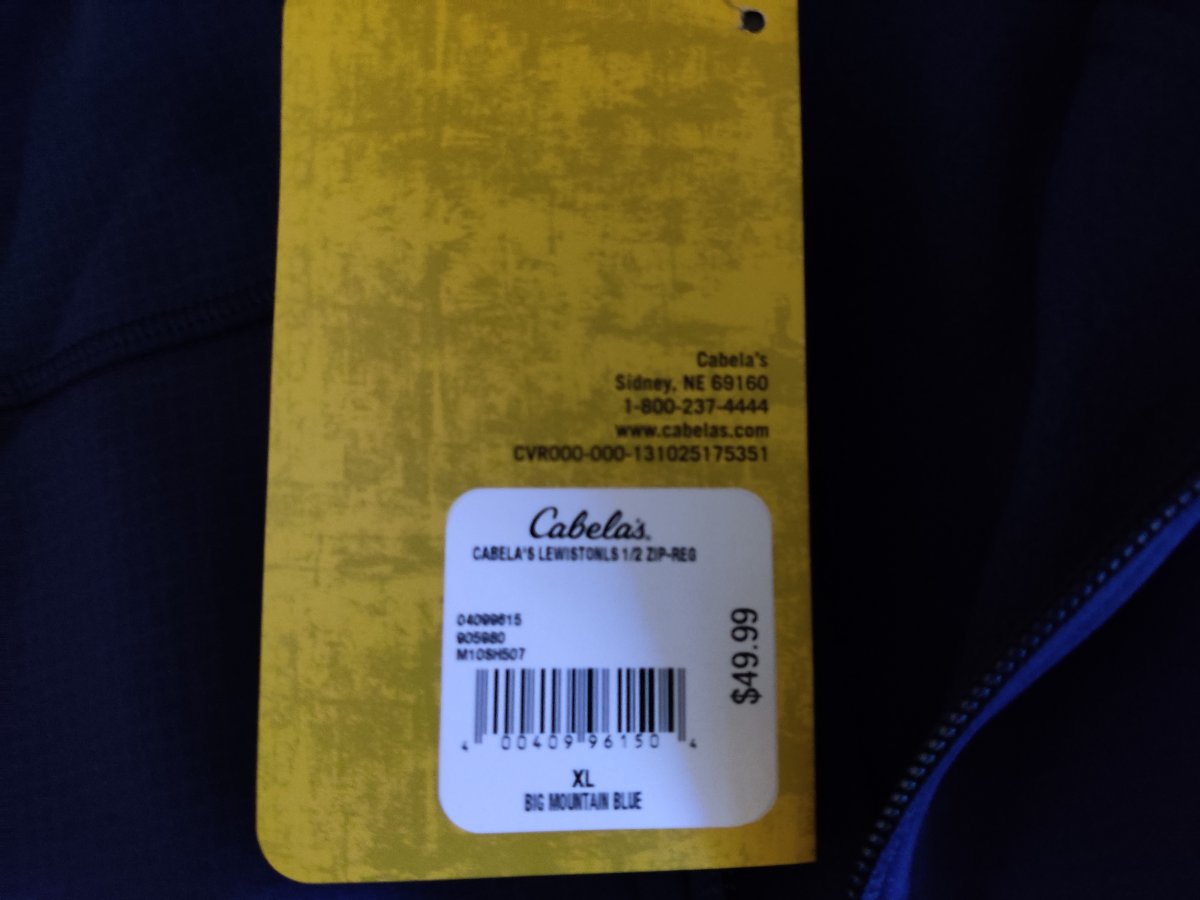 Cabela's
Sidney, NE 69160
1-800-237-4444
www.cabelas.com
CVR000-000-131025175351
Cabela's
CABELA'S LEWISTONLS 1/2 ZIP-REG
04099615
905980
M10SH507
$49.99
4 00409 96150 4
XL
BIG MOUNTAIN BLUE